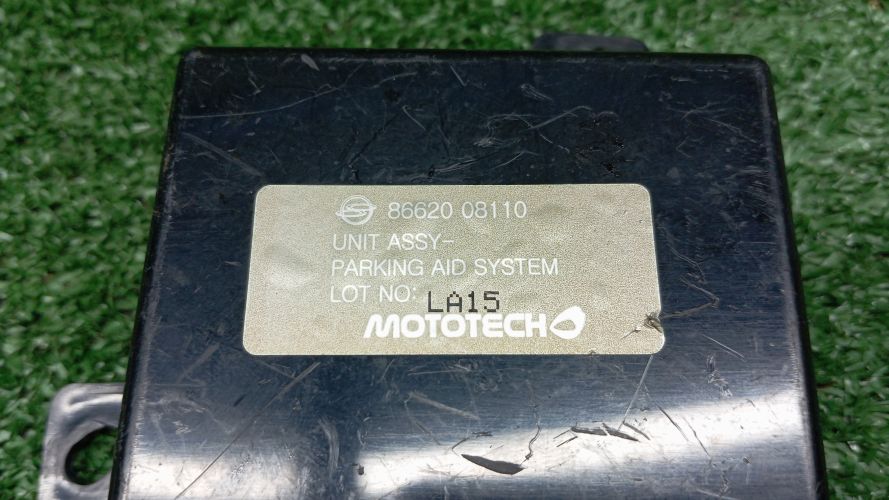 86620 08110
UNIT ASSY-
PARKING AID SYSTEM
LOT NO: LA15
MOTOTECH